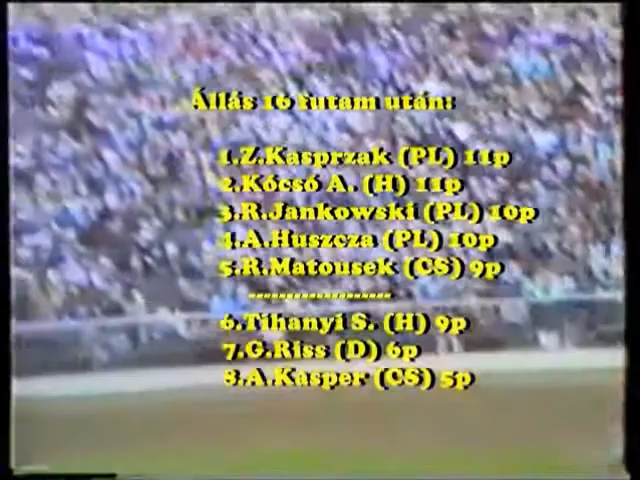 Állás 16 futam után:
1.Z.Kasprzak (PL) 11p
2.Kócsó A. (H) 11p
3.R.Jankowski (PL) 10p
4.A.Huszcza (PL) 10p
5.R.Matousek (CS) 9p
-------------------
6.Tihanyi S. (H) 9p
7.G.Riss (D) 6p
8.A.Kasper (CS) 5p